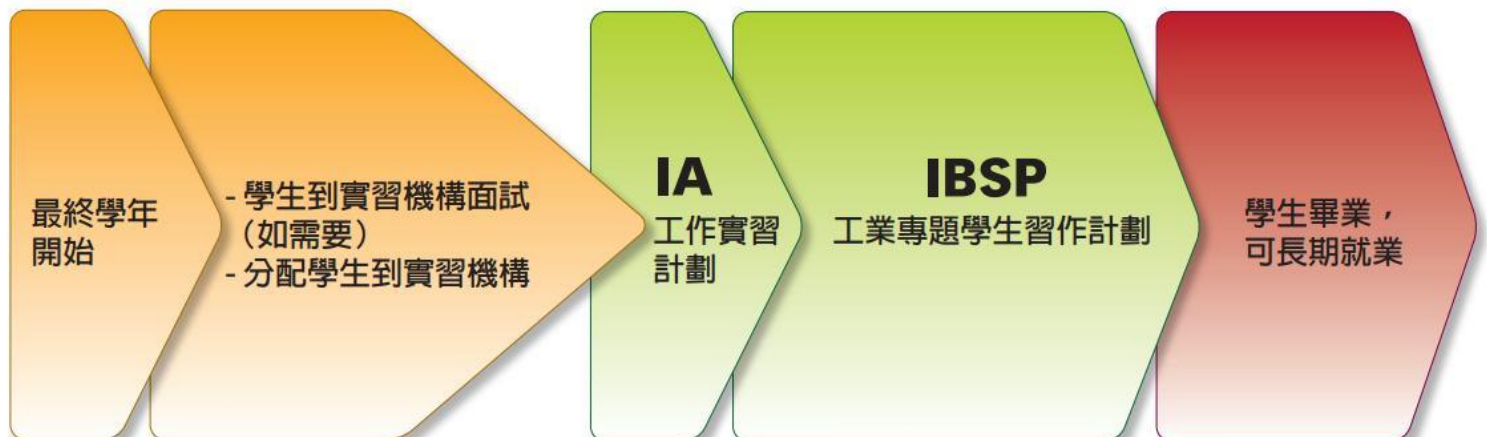 最終學年
開始
- 學生到實習機構面試
（如需要）
- 分配學生到實習機構
IA
工作實習
計劃
IBSP
工業專題學生習作計劃
學生畢業，
可長期就業